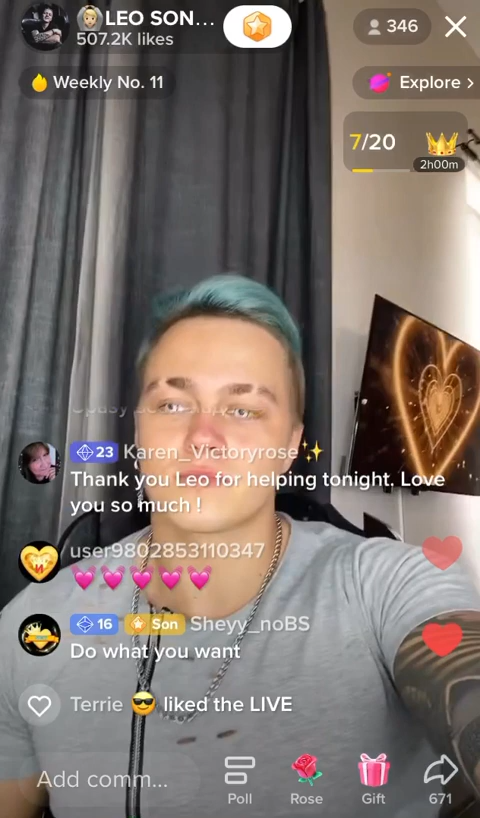 LEO SON...
507.2K likes
346
Weekly No. 11
Explore
7/20
2h00m
23 Karen_Victoryrose
Thank you Leo for helping tonight, Love
you so much !
user9802853110347
16 Son Sheyy_noBS
Do what you want
Terrie 😎 liked the LIVE
Add comm...
Poll
Rose
Gift
671